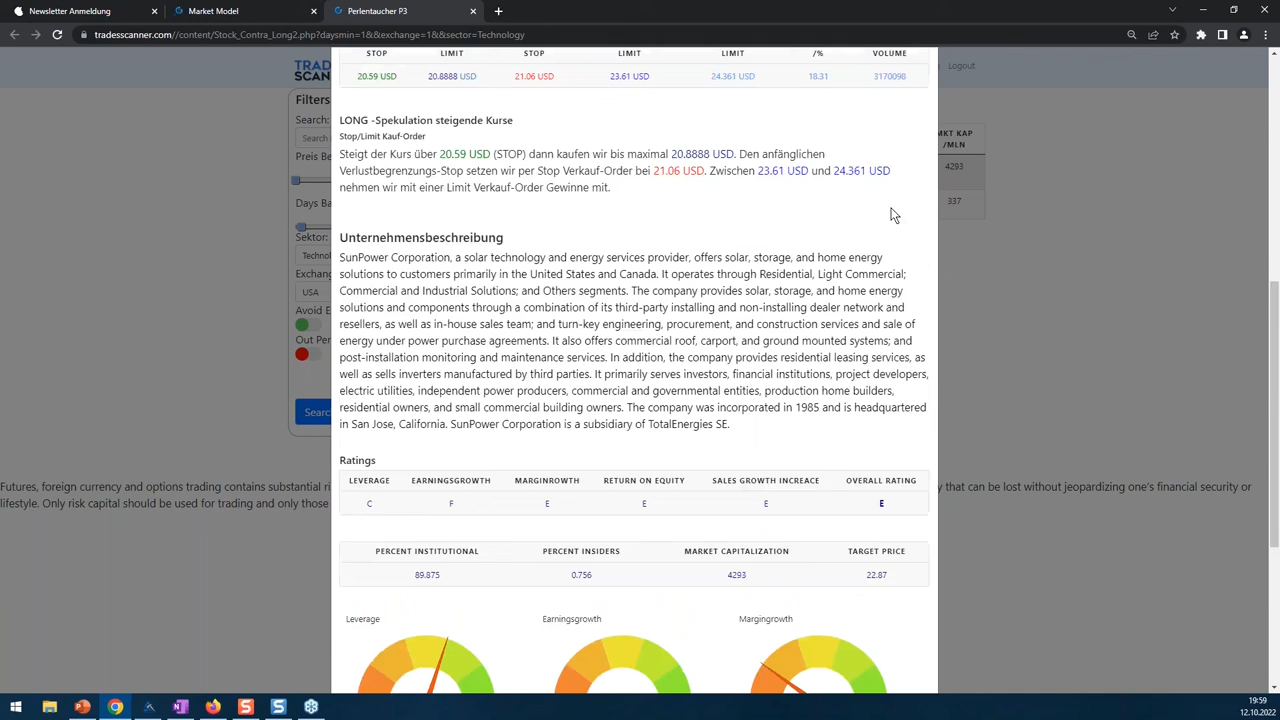 Newsletter Anmeldung
Market Model
Perlentaucher P3
tradesscanner.com/content/Stock_Contra_Long2.php?daysmin=1&&exchange=1&&sector=Technology
TRAD
SCAN
Logout
Filters
Search:
Search
Preis Be
Days Ba
Sektor:
Technol
Exchang
USA
Avoid E
Out Per
Searc
MKT KAP
/MLN
4293
337
STOP LIMIT STOP LIMIT LIMIT /% VOLUME
20.59 USD 20.8888 USD 21.06 USD 23.61 USD 24.361 USD 18.31 3170098
LONG -Spekulation steigende Kurse
Stop/Limit Kauf-Order
Steigt der Kurs über 20.59 USD (STOP) dann kaufen wir bis maximal 20.8888 USD. Den anfänglichen
Verlustbegrenzungs-Stop setzen wir per Stop Verkauf-Order bei 21.06 USD. Zwischen 23.61 USD und 24.361 USD
nehmen wir mit einer Limit Verkauf-Order Gewinne mit.
Unternehmensbeschreibung
SunPower Corporation, a solar technology and energy services provider, offers solar, storage, and home energy
solutions to customers primarily in the United States and Canada. It operates through Residential, Light Commercial;
Commercial and Industrial Solutions; and Others segments. The company provides solar, storage, and home energy
solutions and components through a combination of its third-party installing and non-installing dealer network and
resellers, as well as in-house sales team; and turn-key engineering, procurement, and construction services and sale of
energy under power purchase agreements. It also offers commercial roof, carport, and ground mounted systems; and
post-installation monitoring and maintenance services. In addition, the company provides residential leasing services, as
well as sells inverters manufactured by third parties. It primarily serves investors, financial institutions, project developers,
electric utilities, independent power producers, commercial and governmental entities, production home builders,
residential owners, and small commercial building owners. The company was incorporated in 1985 and is headquartered
in San Jose, California. SunPower Corporation is a subsidiary of TotalEnergies SE.
Futures, foreign currency and options trading contains substantial ri
y that can be lost without jeopardizing one's financial security or
lifestyle. Only risk capital should be used for trading and only those
Ratings
LEVERAGE EARNINGSGROWTH MARGINROWTH RETURN ON EQUITY SALES GROWTH INCREASE OVERALL RATING
C F E E E E
PERCENT INSTITUTIONAL PERCENT INSIDERS MARKET CAPITALIZATION TARGET PRICE
89.875 0.756 4293 22.87
Leverage Earningsgrowth Margingrowth
19:59
12.10.2022